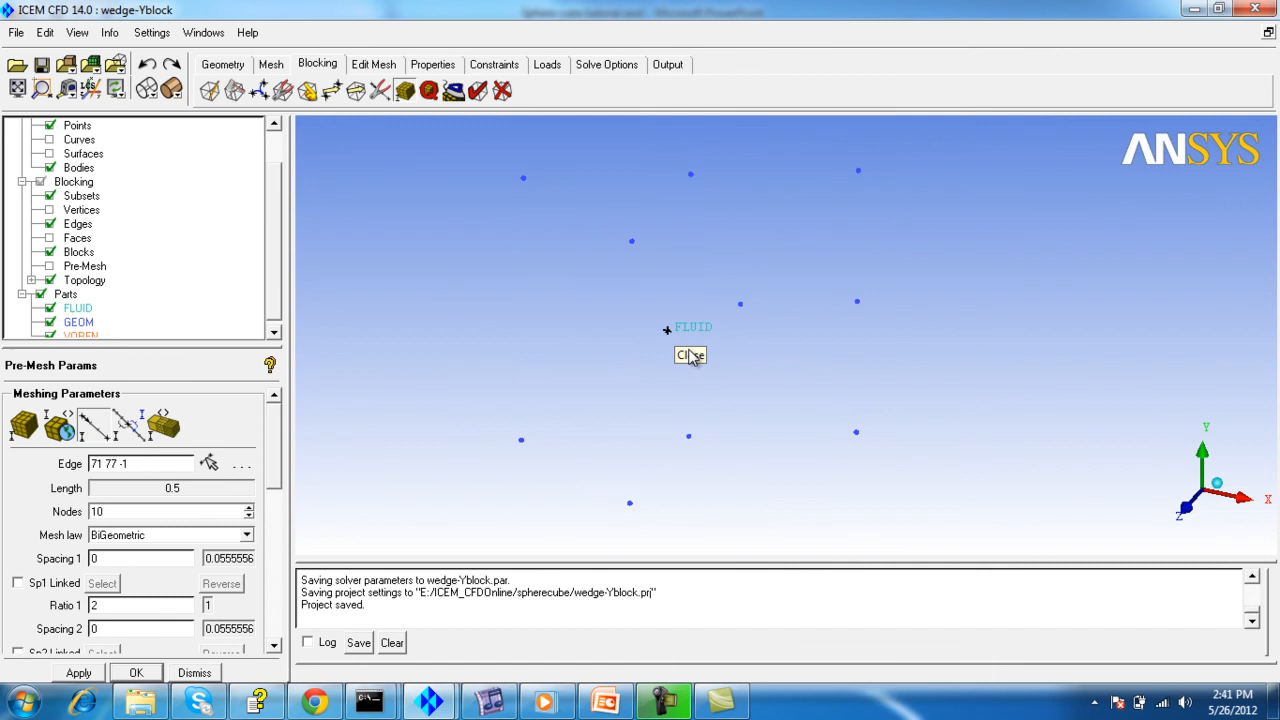 ICEM CFD 14.0 : wedge-Yblock
File Edit View Info Settings Windows Help
Geometry Mesh Blocking Edit Mesh Properties Constraints Loads Solve Options Output
Points
Curves
Surfaces
Bodies
Blocking
Subsets
Vertices
Edges
Faces
Blocks
Pre-Mesh
Topology
Parts
FLUID
GEOM
Pre-Mesh Params
Meshing Parameters
Edge 71 77 -1 ...
Length 0.5
Nodes 10
Mesh law BiGeometric
Spacing 1 0 0.0555556
Sp1 Linked Select Reverse
Ratio 1 2 1
Spacing 2 0 0.0555556
Apply OK Dismiss
ANSYS
FLUID
Y
X
Z
Saving solver parameters to wedge-Yblock.par.
Saving project settings to "E:/ICEM_CFDOnline/spherecube/wedge-Yblock.prj"
Project saved.
Log Save Clear
2:41 PM
5/26/2012